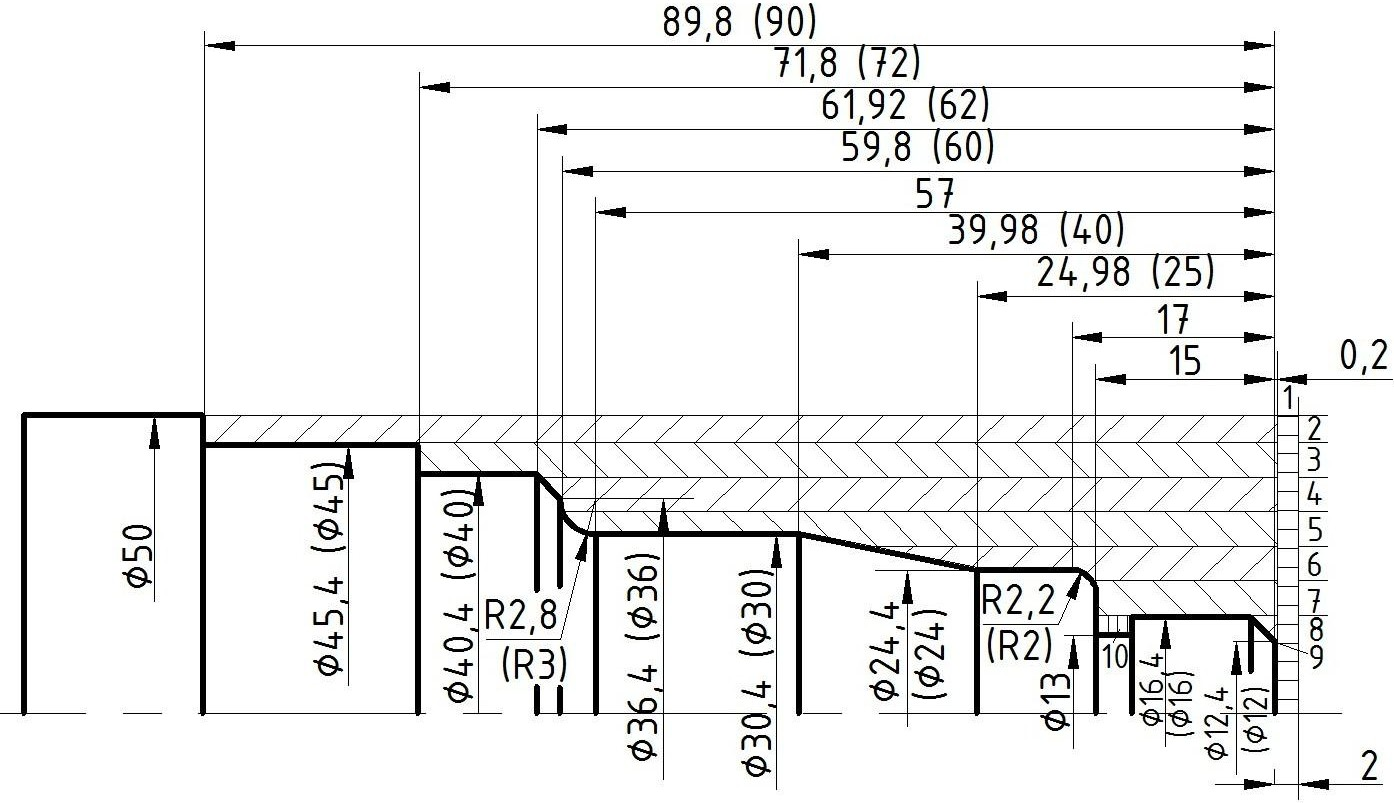 89,8 (90)
71,8 (72)
61,92 (62)
59,8 (60)
57
39,98 (40)
24,98 (25)
17
15
0,2
1
2
3
4
5
6
7
8
9
10
ϕ50
ϕ45,4 (ϕ45)
ϕ40,4 (ϕ40)
R2,8
(R3)
ϕ36,4 (ϕ36)
ϕ30,4 (ϕ30)
ϕ24,4
(ϕ24)
R2,2
(R2)
ϕ13
ϕ16,4
(ϕ16)
ϕ12,4
(ϕ12)
2